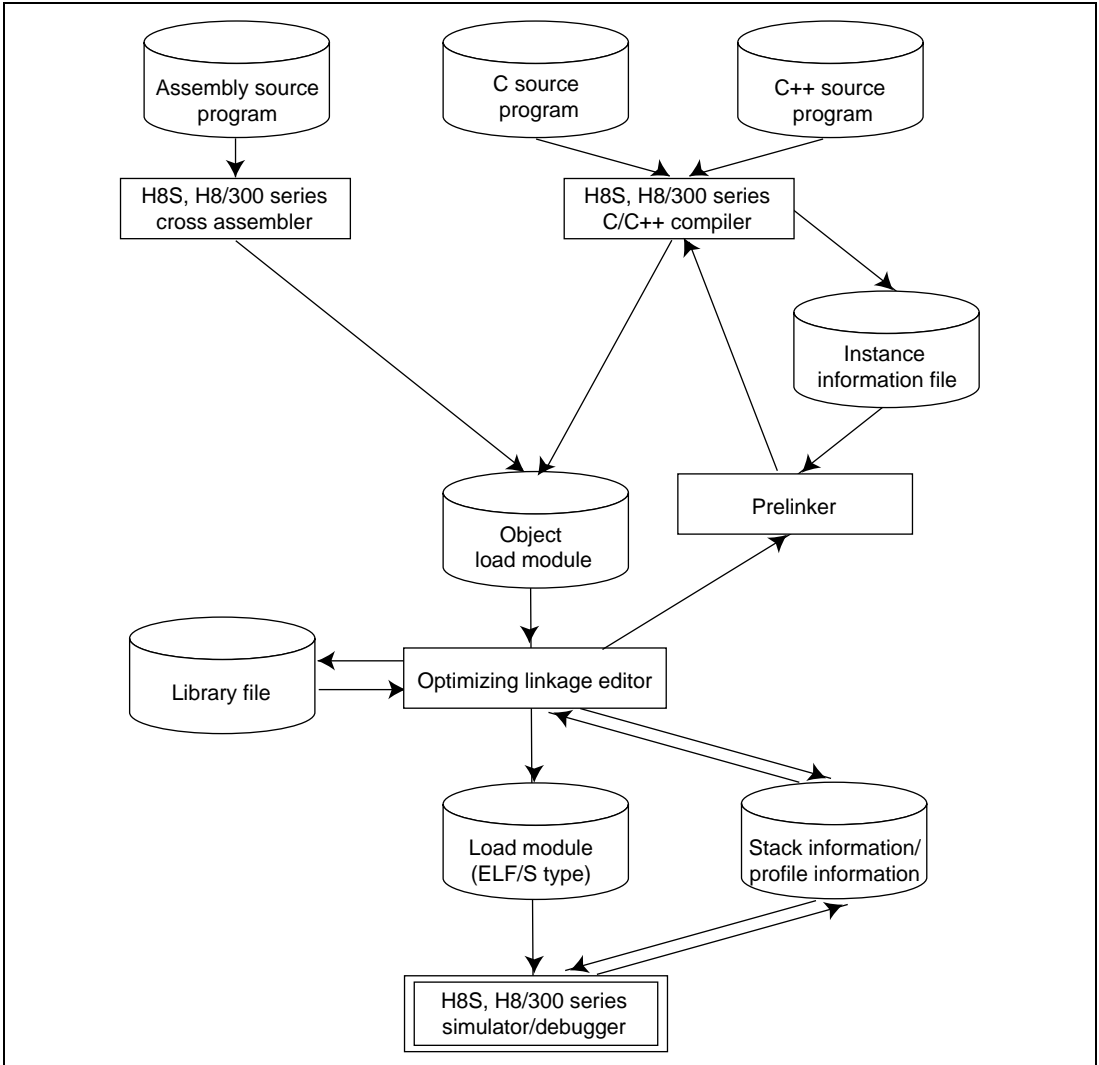 Assembly source
program
C source
program
C++ source
program
H8S, H8/300 series
cross assembler
H8S, H8/300 series
C/C++ compiler
Instance
information file
Prelinker
Object
load module
Library file
Optimizing linkage editor
Load module
(ELF/S type)
Stack information/
profile information
H8S, H8/300 series
simulator/debugger